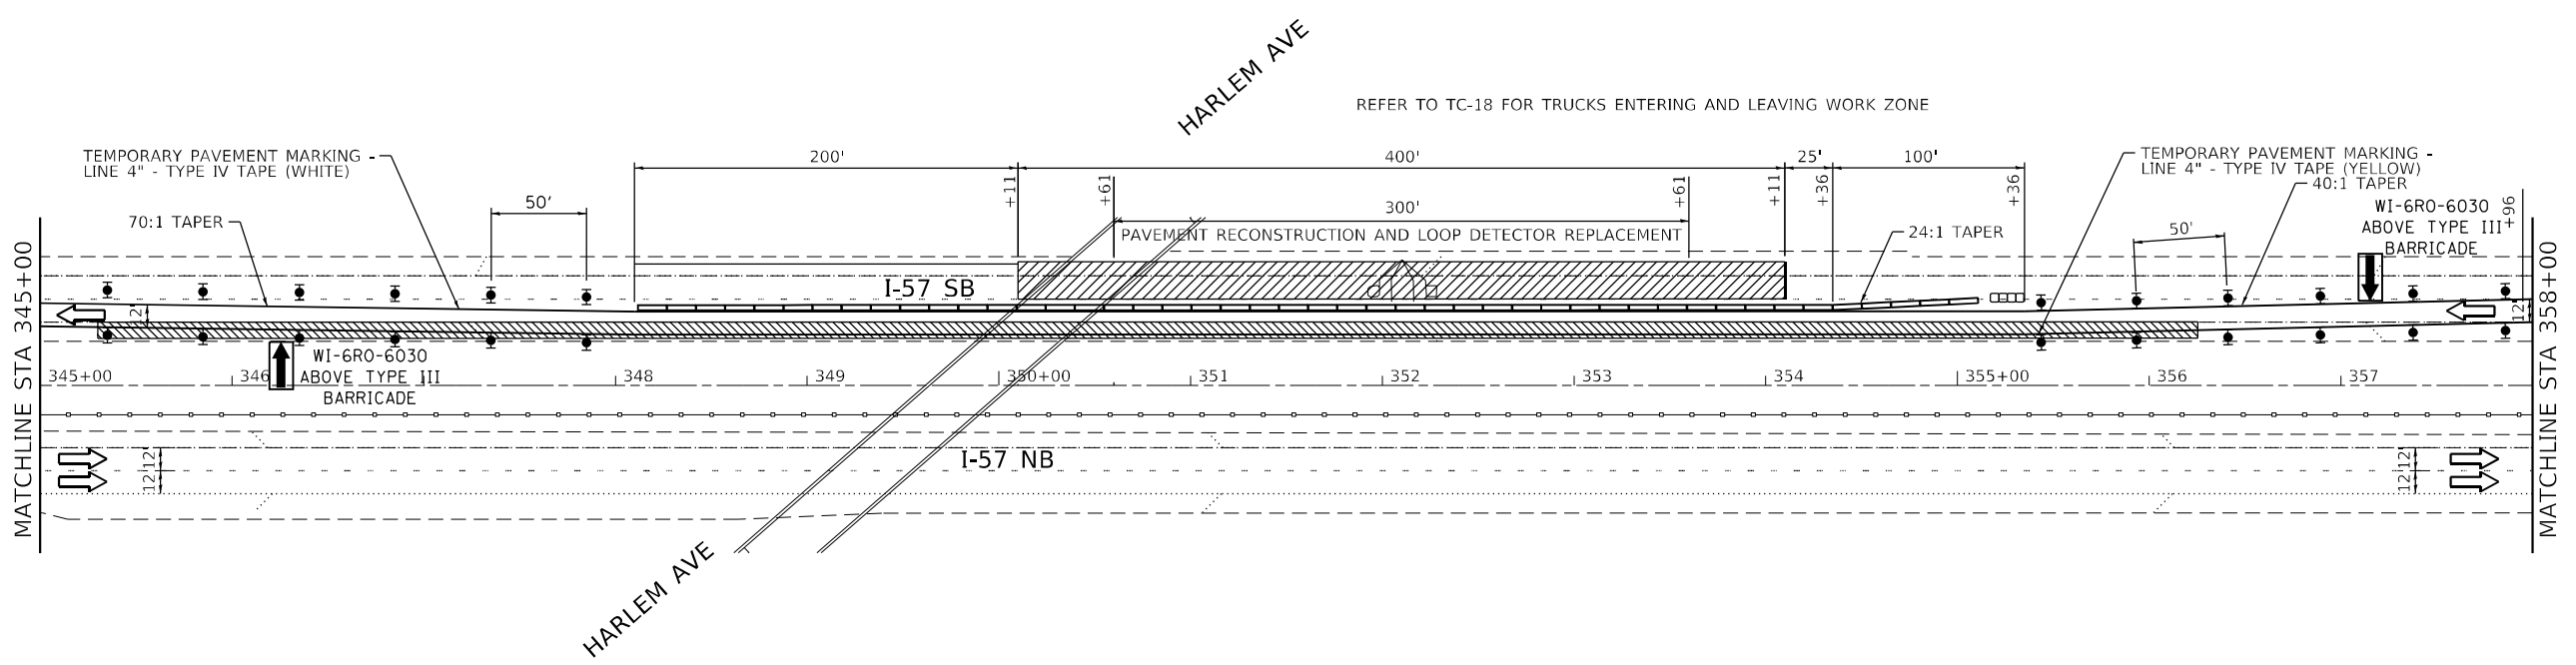 HARLEM AVE
REFER TO TC-18 FOR TRUCKS ENTERING AND LEAVING WORK ZONE
TEMPORARY PAVEMENT MARKING -
LINE 4" - TYPE IV TAPE (WHITE)
200'
400'
25'
100'
TEMPORARY PAVEMENT MARKING -
LINE 4" - TYPE IV TAPE (YELLOW)
40:1 TAPER
+11
+61
+61
+11
+36
+36
+96
70:1 TAPER
50'
300'
PAVEMENT RECONSTRUCTION AND LOOP DETECTOR REPLACEMENT
24:1 TAPER
50'
WI-6RO-6030
ABOVE TYPE III
BARRICADE
MATCHLINE STA 345+00
I-57 SB
12'
12'
WI-6RO-6030
ABOVE TYPE III
BARRICADE
345+00
346
348
349
350+00
351
352
353
354
355+00
356
357
MATCHLINE STA 358+00
I-57 NB
12'
12'
12'
12'
HARLEM AVE